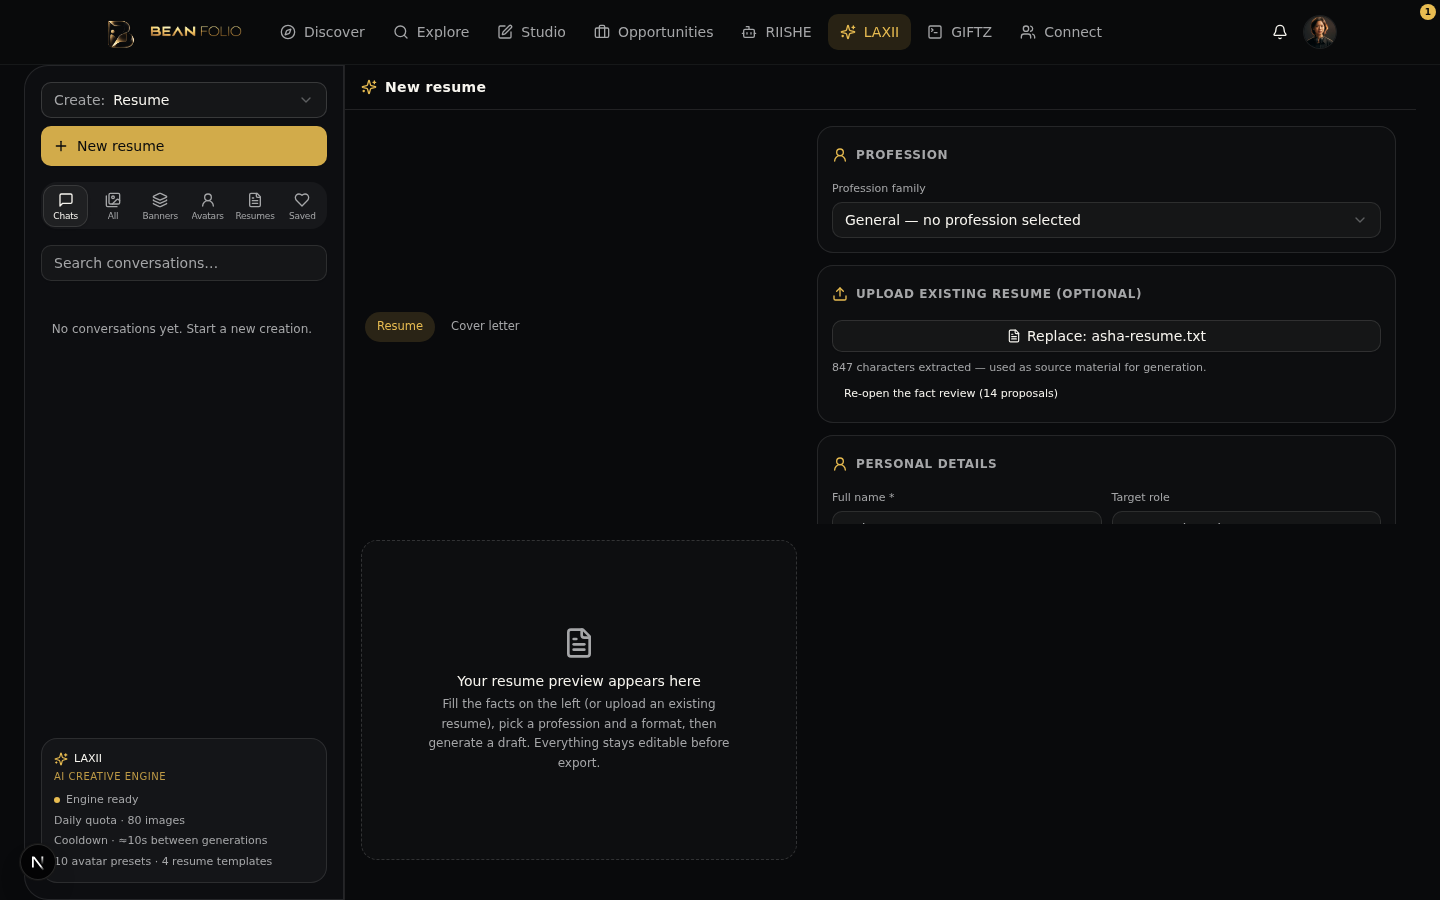 BEAN FOLIO
Discover
Explore
Studio
Opportunities
RIISHE
LAXII
GIFTZ
Connect
1
Create: Resume
New resume
Chats
All
Banners
Avatars
Resumes
Saved
Search conversations...
No conversations yet. Start a new creation.
LAXII
AI CREATIVE ENGINE
Engine ready
Daily quota · 80 images
Cooldown · ≈10s between generations
10 avatar presets · 4 resume templates
N
New resume
Resume
Cover letter
Your resume preview appears here
Fill the facts on the left (or upload an existing
resume), pick a profession and a format, then
generate a draft. Everything stays editable before
export.
PROFESSION
Profession family
General — no profession selected
UPLOAD EXISTING RESUME (OPTIONAL)
Replace: asha-resume.txt
847 characters extracted — used as source material for generation.
Re-open the fact review (14 proposals)
PERSONAL DETAILS
Full name *
Target role